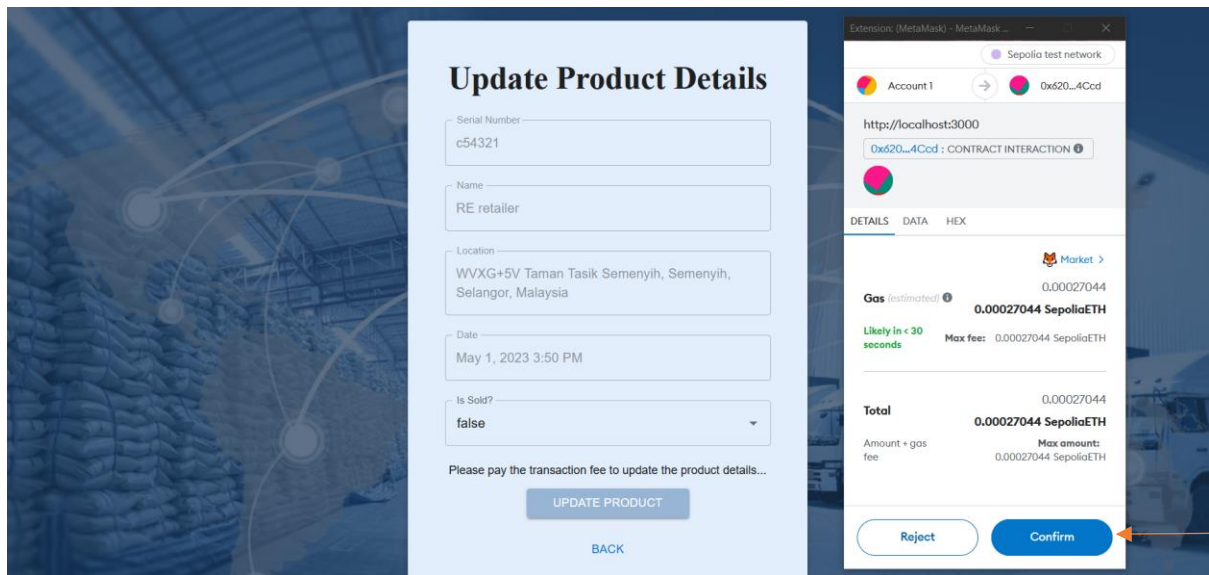 Update Product Details
Serial Number
c54321
Name
RE retailer
Location
WVXG+5V Taman Tasik Semenyih, Semenyih,
Selangor, Malaysia
Date
May 1, 2023 3:50 PM
Is Sold?
false
Please pay the transaction fee to update the product details...
UPDATE PRODUCT
BACK
Extension: (MetaMask) - MetaMask ...
Sepolia test network
Account 1
0x620...4Ccd
http://localhost:3000
0x620...4Ccd : CONTRACT INTERACTION
DETAILS DATA HEX
Market >
0.00027044
Gas (estimated)
0.00027044 SepoliaETH
Likely in < 30
seconds
Max fee: 0.00027044 SepoliaETH
0.00027044
Total
0.00027044 SepoliaETH
Amount + gas
fee
Max amount:
0.00027044 SepoliaETH
Reject
Confirm